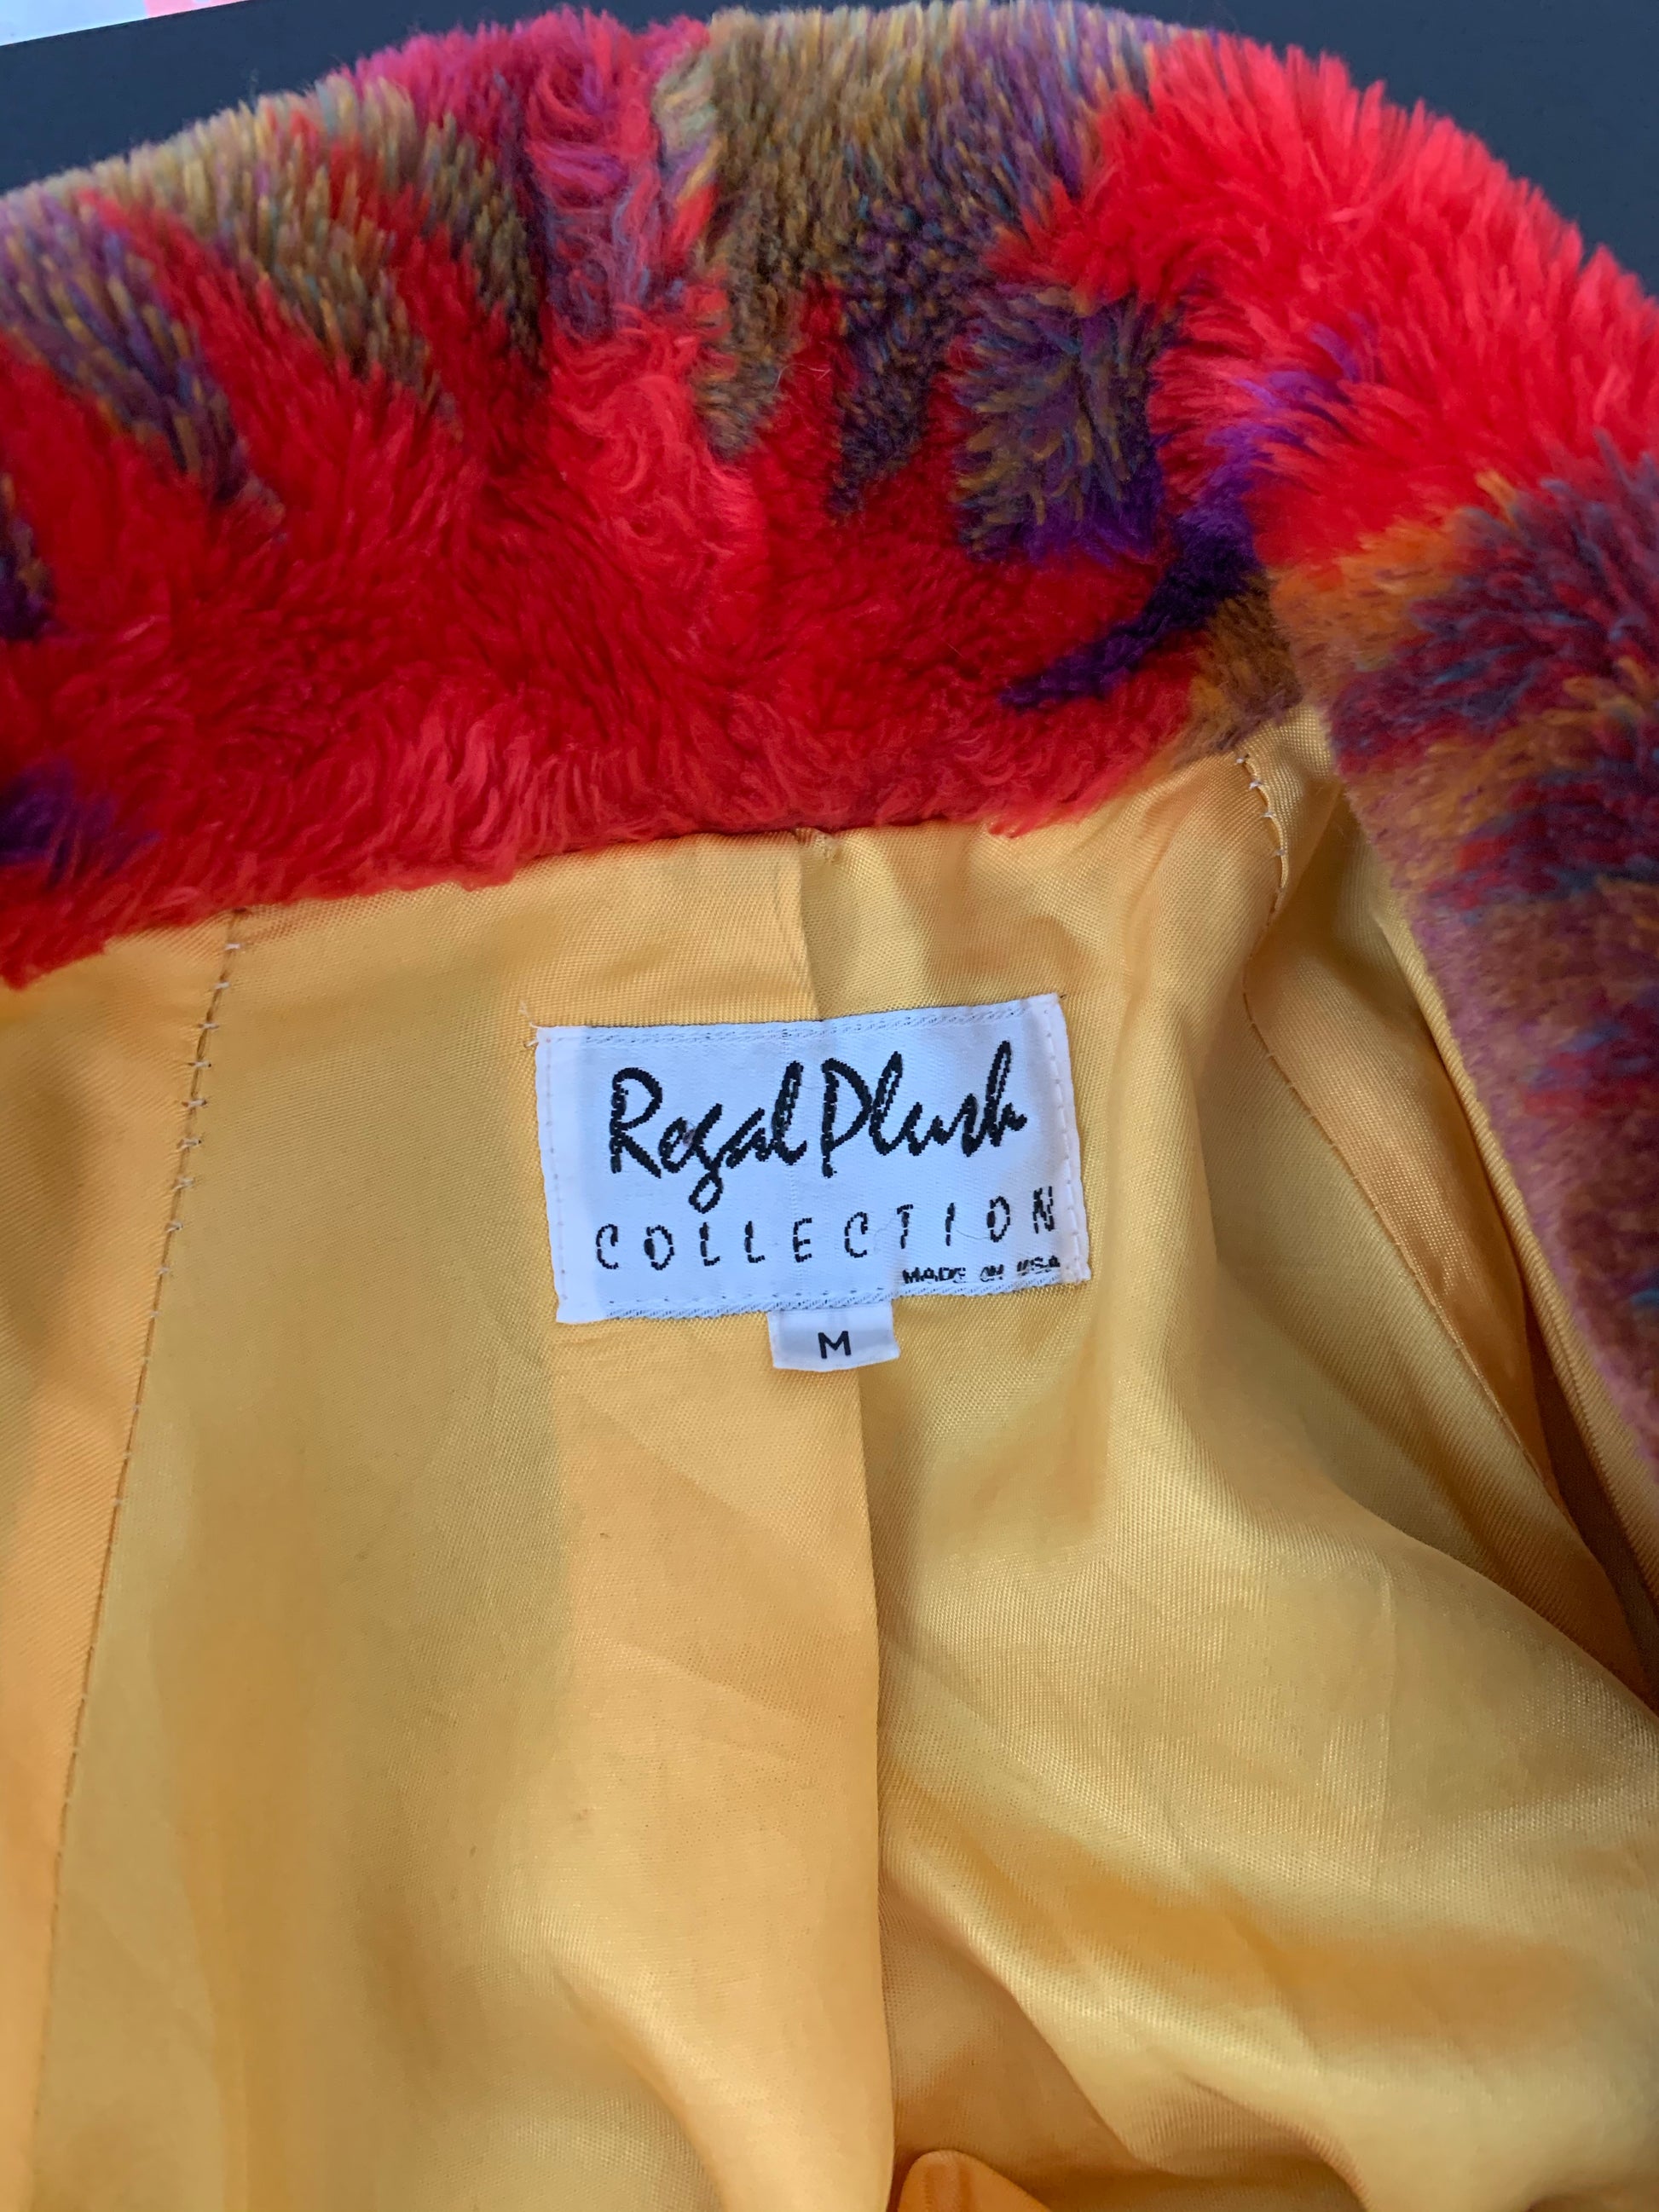 Regal Plush
COLLECTION
MADE IN USA
M